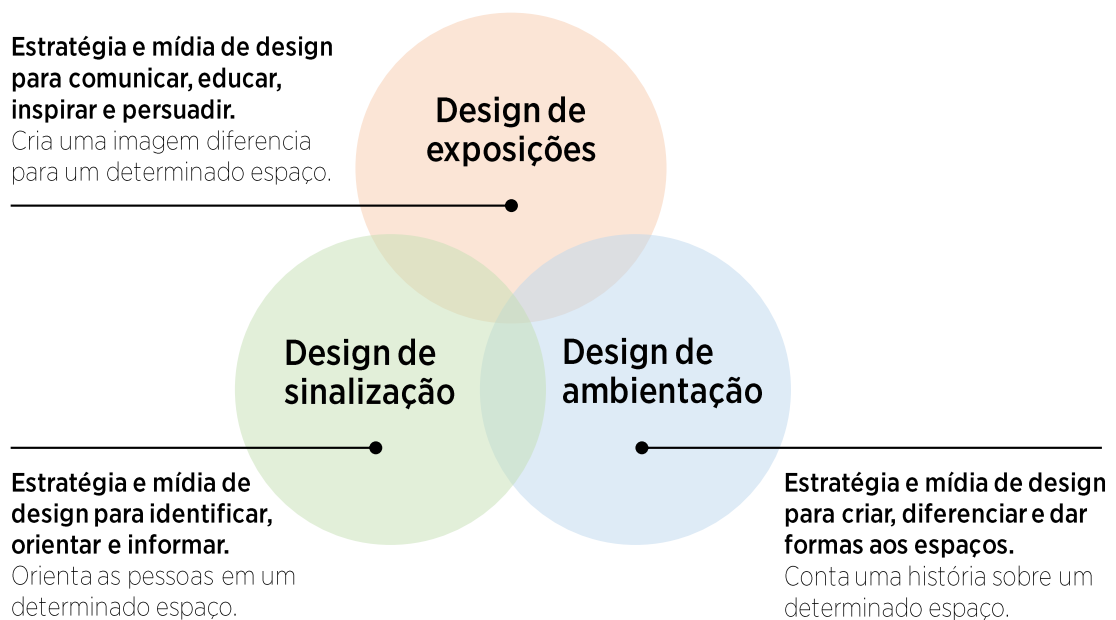 Estratégia e mídia de design
para comunicar, educar,
inspirar e persuadir.
Cria uma imagem diferencia
para um determinado espaço.
Design de
exposições
Design de
sinalização
Design de
ambientação
Estratégia e mídia de
design para identificar,
orientar e informar.
Orienta as pessoas em um
determinado espaço.
Estratégia e mídia de design
para criar, diferenciar e dar
formas aos espaços.
Conta uma história sobre um
determinado espaço.